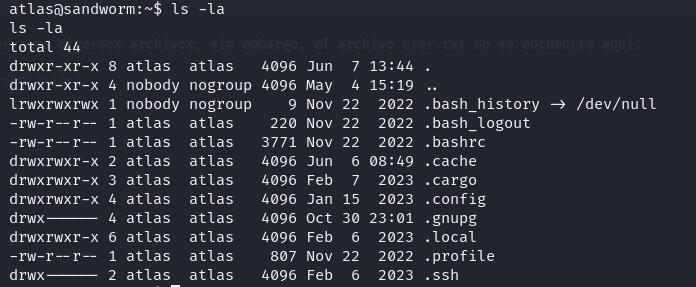 atlas@sandworm:~$ ls -la
ls -la
total 44
drwxr-xr-x 8 atlas  atlas   4096 Jun  7 13:44 .
drwxr-xr-x 4 nobody nogroup 4096 May  4 15:19 ..
lrwxrwxrwx 1 nobody nogroup    9 Nov 22  2022 .bash_history -> /dev/null
-rw-r--r-- 1 atlas  atlas    220 Nov 22  2022 .bash_logout
-rw-r--r-- 1 atlas  atlas   3771 Nov 22  2022 .bashrc
drwxrwxr-x 2 atlas  atlas   4096 Jun  6 08:49 .cache
drwxrwxr-x 3 atlas  atlas   4096 Feb  7  2023 .cargo
drwxrwxr-x 4 atlas  atlas   4096 Jan 15  2023 .config
drwx------ 4 atlas  atlas   4096 Oct 30 23:01 .gnupg
drwxrwxr-x 6 atlas  atlas   4096 Feb  6  2023 .local
-rw-r--r-- 1 atlas  atlas    807 Nov 22  2022 .profile
drwx------ 2 atlas  atlas   4096 Feb  6  2023 .ssh
archivos, sin embargo, el archivo user.txt no se encuentra aqui.